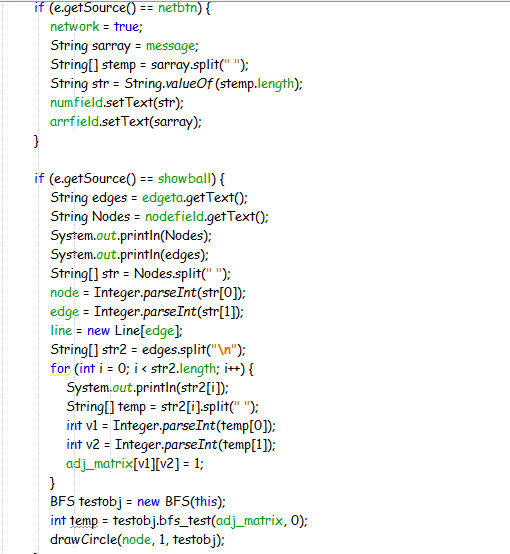 if (e.getSource() == netbtn) {
network = true;
String sarray = message;
String[] stemp = sarray.split(" ");
String str = String.valueOf(stemp.length);
numfield.setText(str);
arrfield.setText(sarray);
}
if (e.getSource() == showball) {
String edges = edgeta.getText();
String Nodes = nodefield.getText();
System.out.println(Nodes);
System.out.println(edges);
String[] str = Nodes.split(" ");
node = Integer.parseInt(str[0]);
edge = Integer.parseInt(str[1]);
line = new Line[edge];
String[] str2 = edges.split("\n");
for (int i = 0; i < str2.length; i++) {
System.out.println(str2[i]);
String[] temp = str2[i].split(" ");
int v1 = Integer.parseInt(temp[0]);
int v2 = Integer.parseInt(temp[1]);
adj_matrix[v1][v2] = 1;
}
BFS testobj = new BFS(this);
int temp = testobj.bfs_test(adj_matrix, 0);
drawCircle(node, 1, testobj);